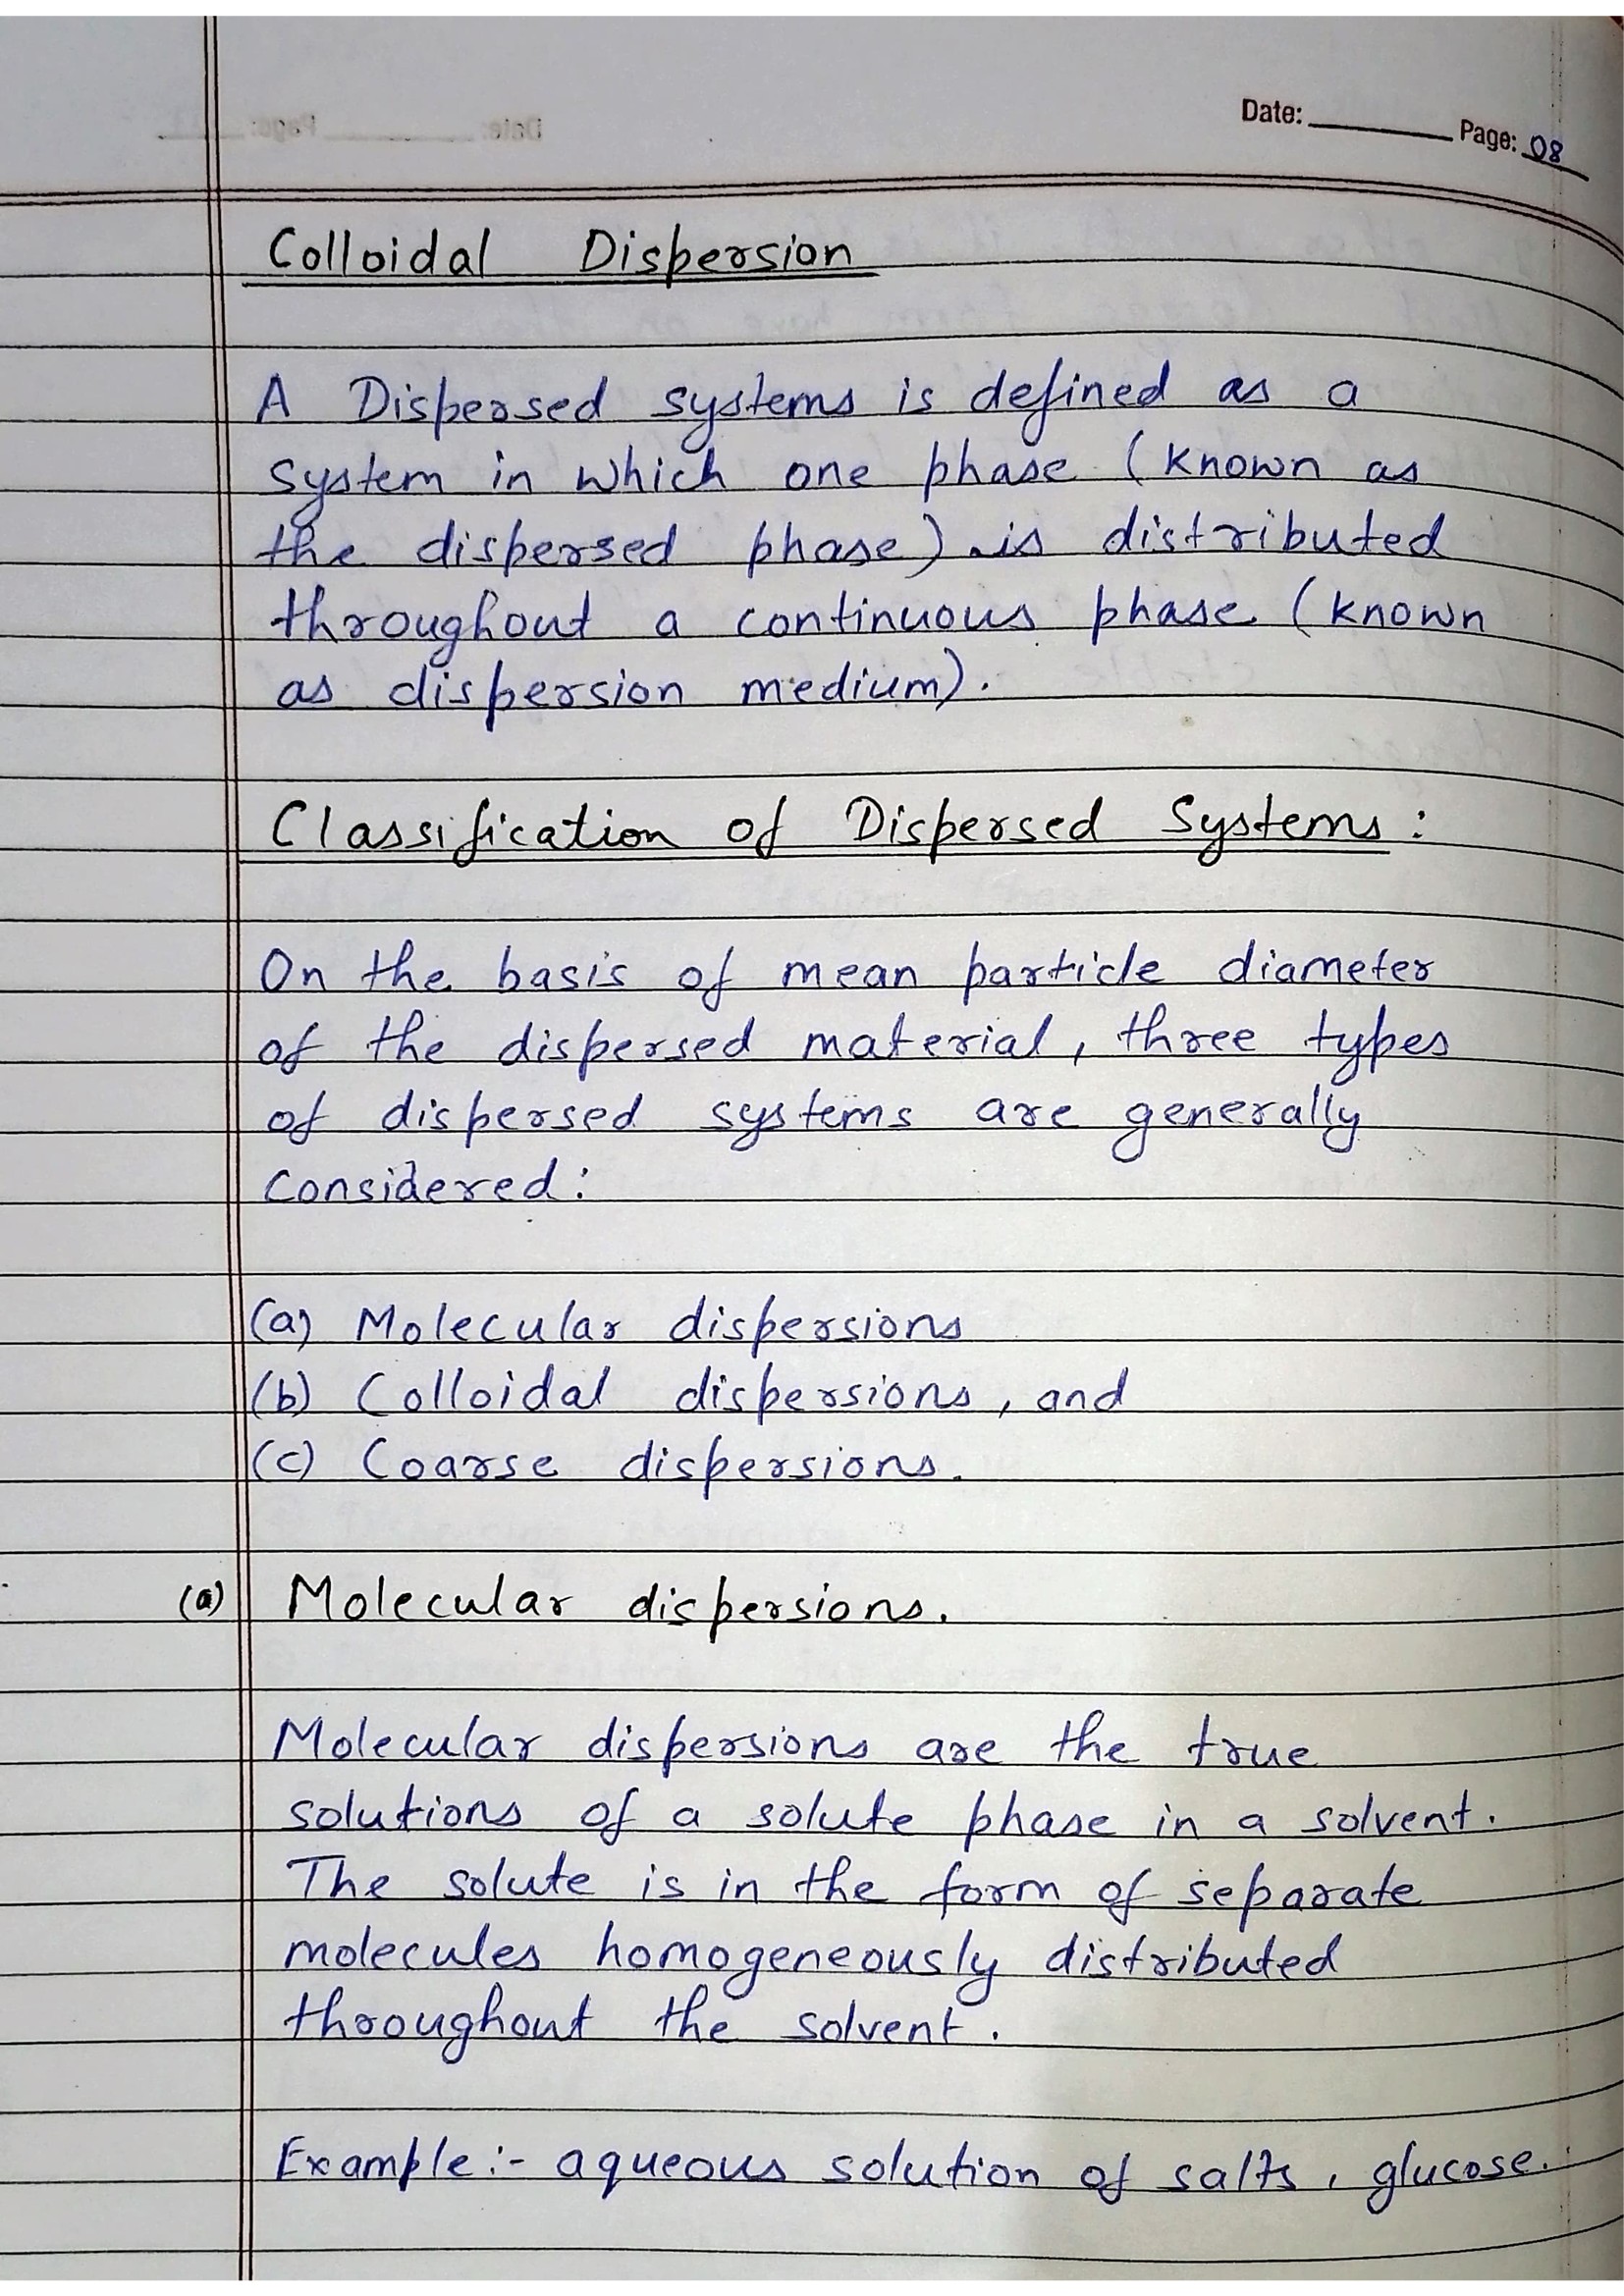 Date: Page: 08
Colloidal Dispersion
A Dispersed systems is defined as a
system in which one phase (known as
the dispersed phase) is distributed
throughout a continuous phase (known
as dispersion medium).
Classification of Dispersed Systems:
On the basis of mean particle diameter
of the dispersed material, three types
of dispersed systems are generally
considered:
(a) Molecular dispersions
(b) Colloidal dispersions, and
(c) Coarse dispersions.
(a) Molecular dispersions.
Molecular dispersions are the true
solutions of a solute phase in a solvent.
The solute is in the form of separate
molecules homogeneously distributed
throughout the solvent.
Example:- aqueous solution of salts, glucose.